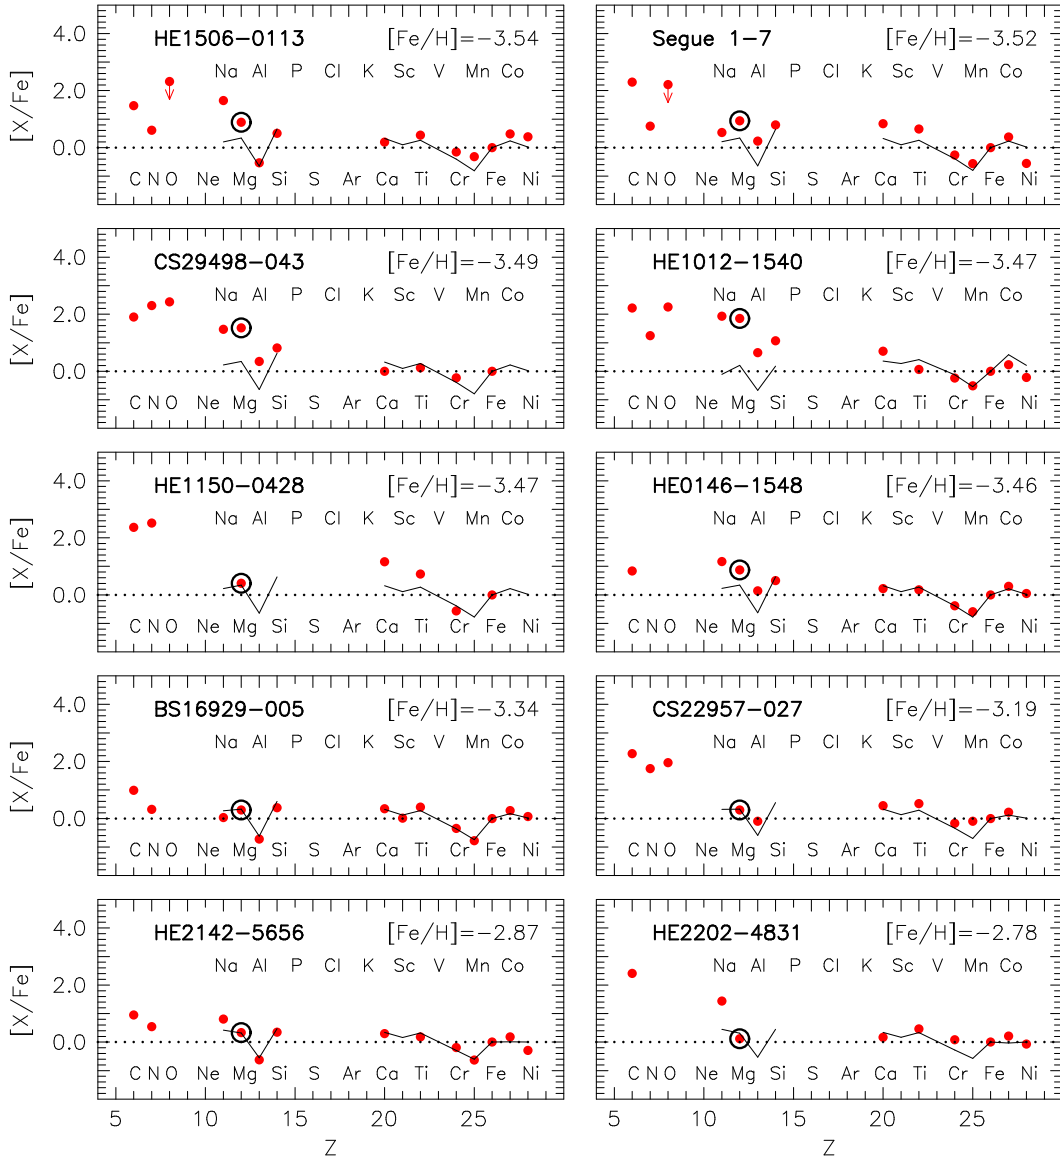 4.0
2.0
0.0
[X/Fe]
HE1506−0113 [Fe/H]=−3.54
Na Al P Cl K Sc V Mn Co
C N O Ne Mg Si S Ar Ca Ti Cr Fe Ni
Segue 1−7 [Fe/H]=−3.52
Na Al P Cl K Sc V Mn Co
C N O Ne Mg Si S Ar Ca Ti Cr Fe Ni
4.0
2.0
0.0
[X/Fe]
CS29498−043 [Fe/H]=−3.49
Na Al P Cl K Sc V Mn Co
C N O Ne Mg Si S Ar Ca Ti Cr Fe Ni
HE1012−1540 [Fe/H]=−3.47
Na Al P Cl K Sc V Mn Co
C N O Ne Mg Si S Ar Ca Ti Cr Fe Ni
4.0
2.0
0.0
[X/Fe]
HE1150−0428 [Fe/H]=−3.47
Na Al P Cl K Sc V Mn Co
C N O Ne Mg Si S Ar Ca Ti Cr Fe Ni
HE0146−1548 [Fe/H]=−3.46
Na Al P Cl K Sc V Mn Co
C N O Ne Mg Si S Ar Ca Ti Cr Fe Ni
4.0
2.0
0.0
[X/Fe]
BS16929−005 [Fe/H]=−3.34
Na Al P Cl K Sc V Mn Co
C N O Ne Mg Si S Ar Ca Ti Cr Fe Ni
CS22957−027 [Fe/H]=−3.19
Na Al P Cl K Sc V Mn Co
C N O Ne Mg Si S Ar Ca Ti Cr Fe Ni
4.0
2.0
0.0
[X/Fe]
HE2142−5656 [Fe/H]=−2.87
Na Al P Cl K Sc V Mn Co
C N O Ne Mg Si S Ar Ca Ti Cr Fe Ni
HE2202−4831 [Fe/H]=−2.78
Na Al P Cl K Sc V Mn Co
C N O Ne Mg Si S Ar Ca Ti Cr Fe Ni
5 10 15 20 25
Z
5 10 15 20 25
Z